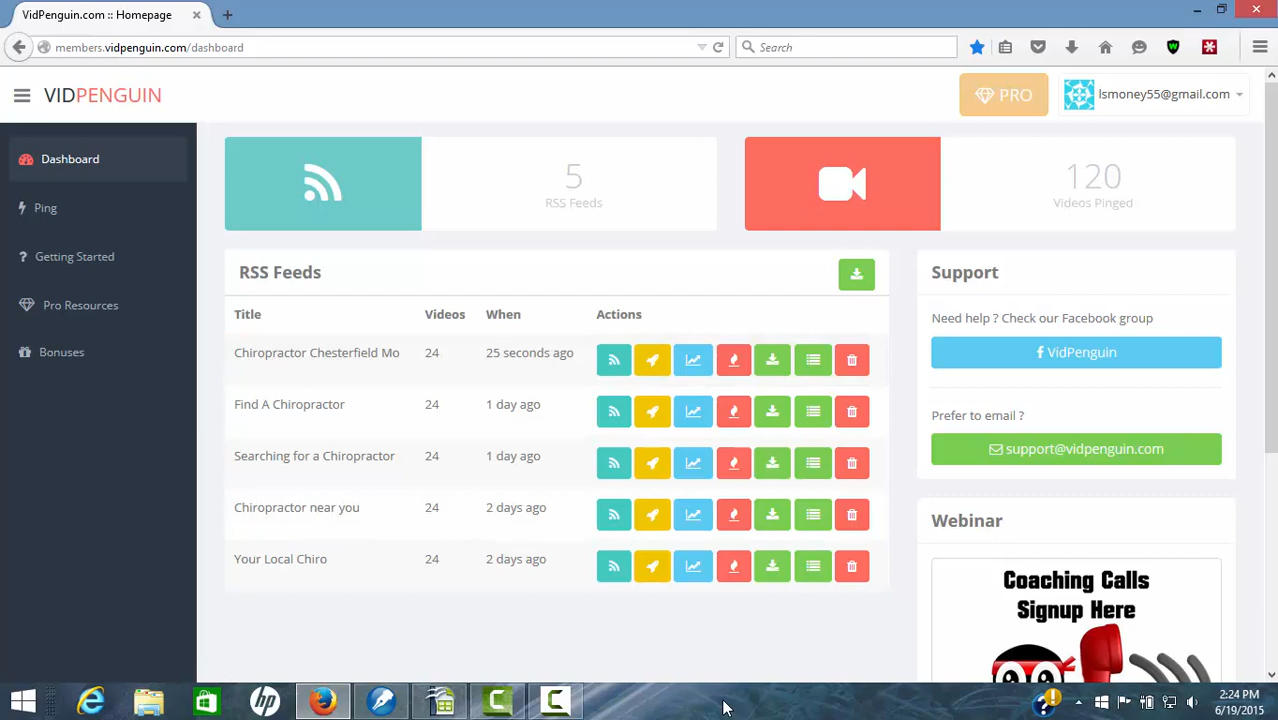 VidPenguin.com :: Homepage
members.vidpenguin.com/dashboard
Search
VIDPENGUIN
PRO
lsmoney55@gmail.com
Dashboard
Ping
Getting Started
Pro Resources
Bonuses
5
RSS Feeds
120
Videos Pinged
RSS Feeds
Title Videos When Actions
Chiropractor Chesterfield Mo 24 25 seconds ago
Find A Chiropractor 24 1 day ago
Searching for a Chiropractor 24 1 day ago
Chiropractor near you 24 2 days ago
Your Local Chiro 24 2 days ago
Support
Need help ? Check our Facebook group
VidPenguin
Prefer to email ?
support@vidpenguin.com
Webinar
Coaching Calls
Signup Here
2:24 PM
6/19/2015